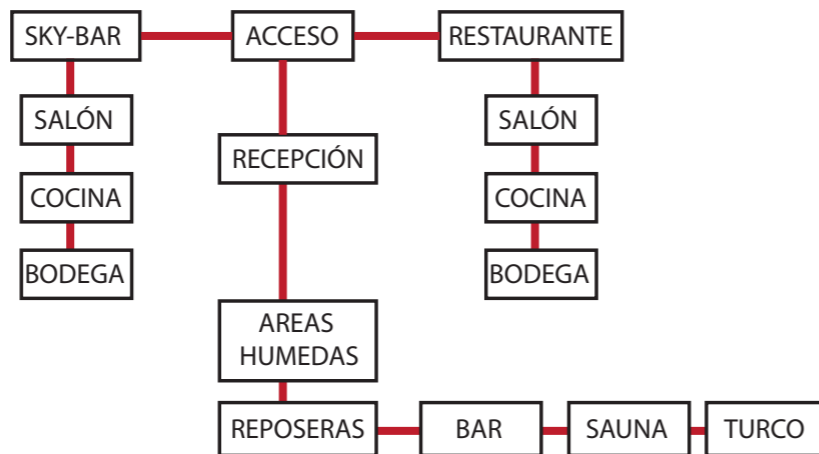 SKY-BAR
ACCESO
RESTAURANTE
SALÓN
SALÓN
RECEPCIÓN
COCINA
COCINA
BODEGA
BODEGA
AREAS
HUMEDAS
REPOSERAS
BAR
SAUNA
TURCO